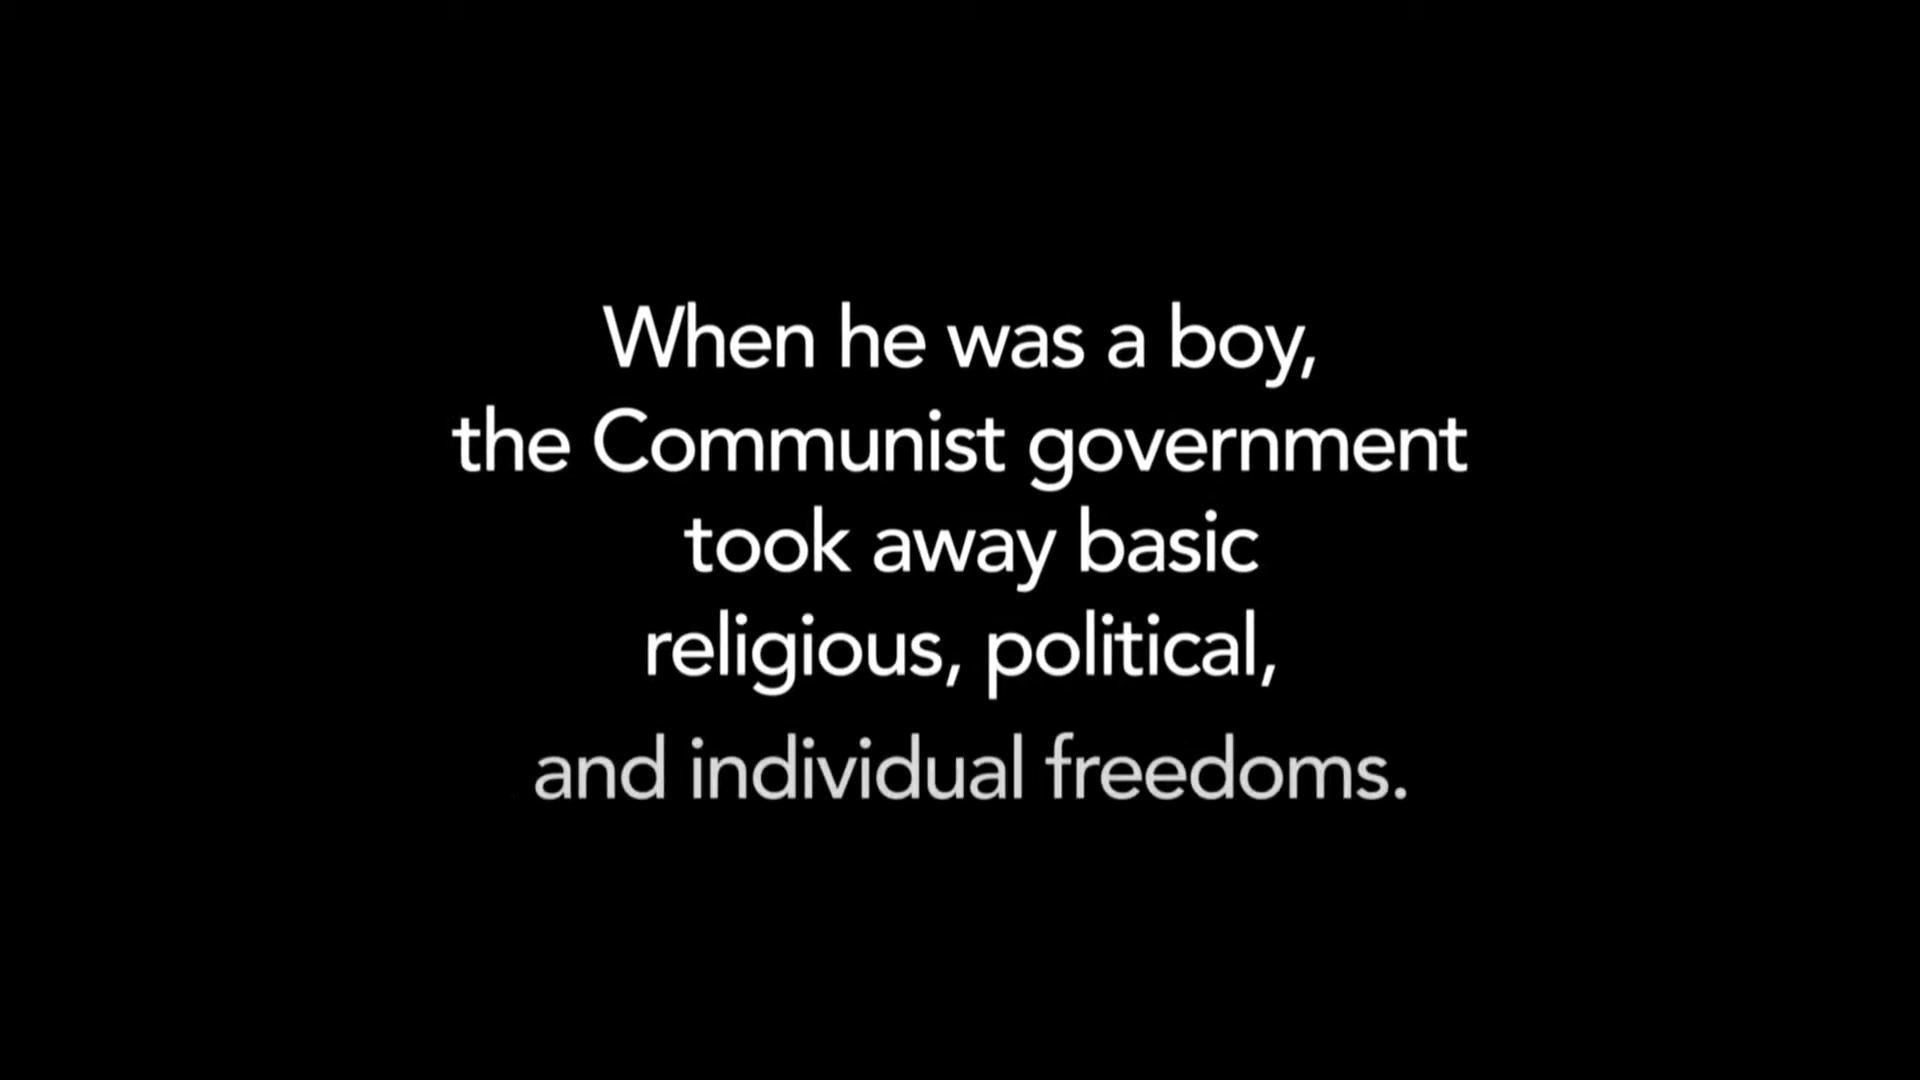 When he was a boy,
the Communist government
took away basic
religious, political,
and individual freedoms.